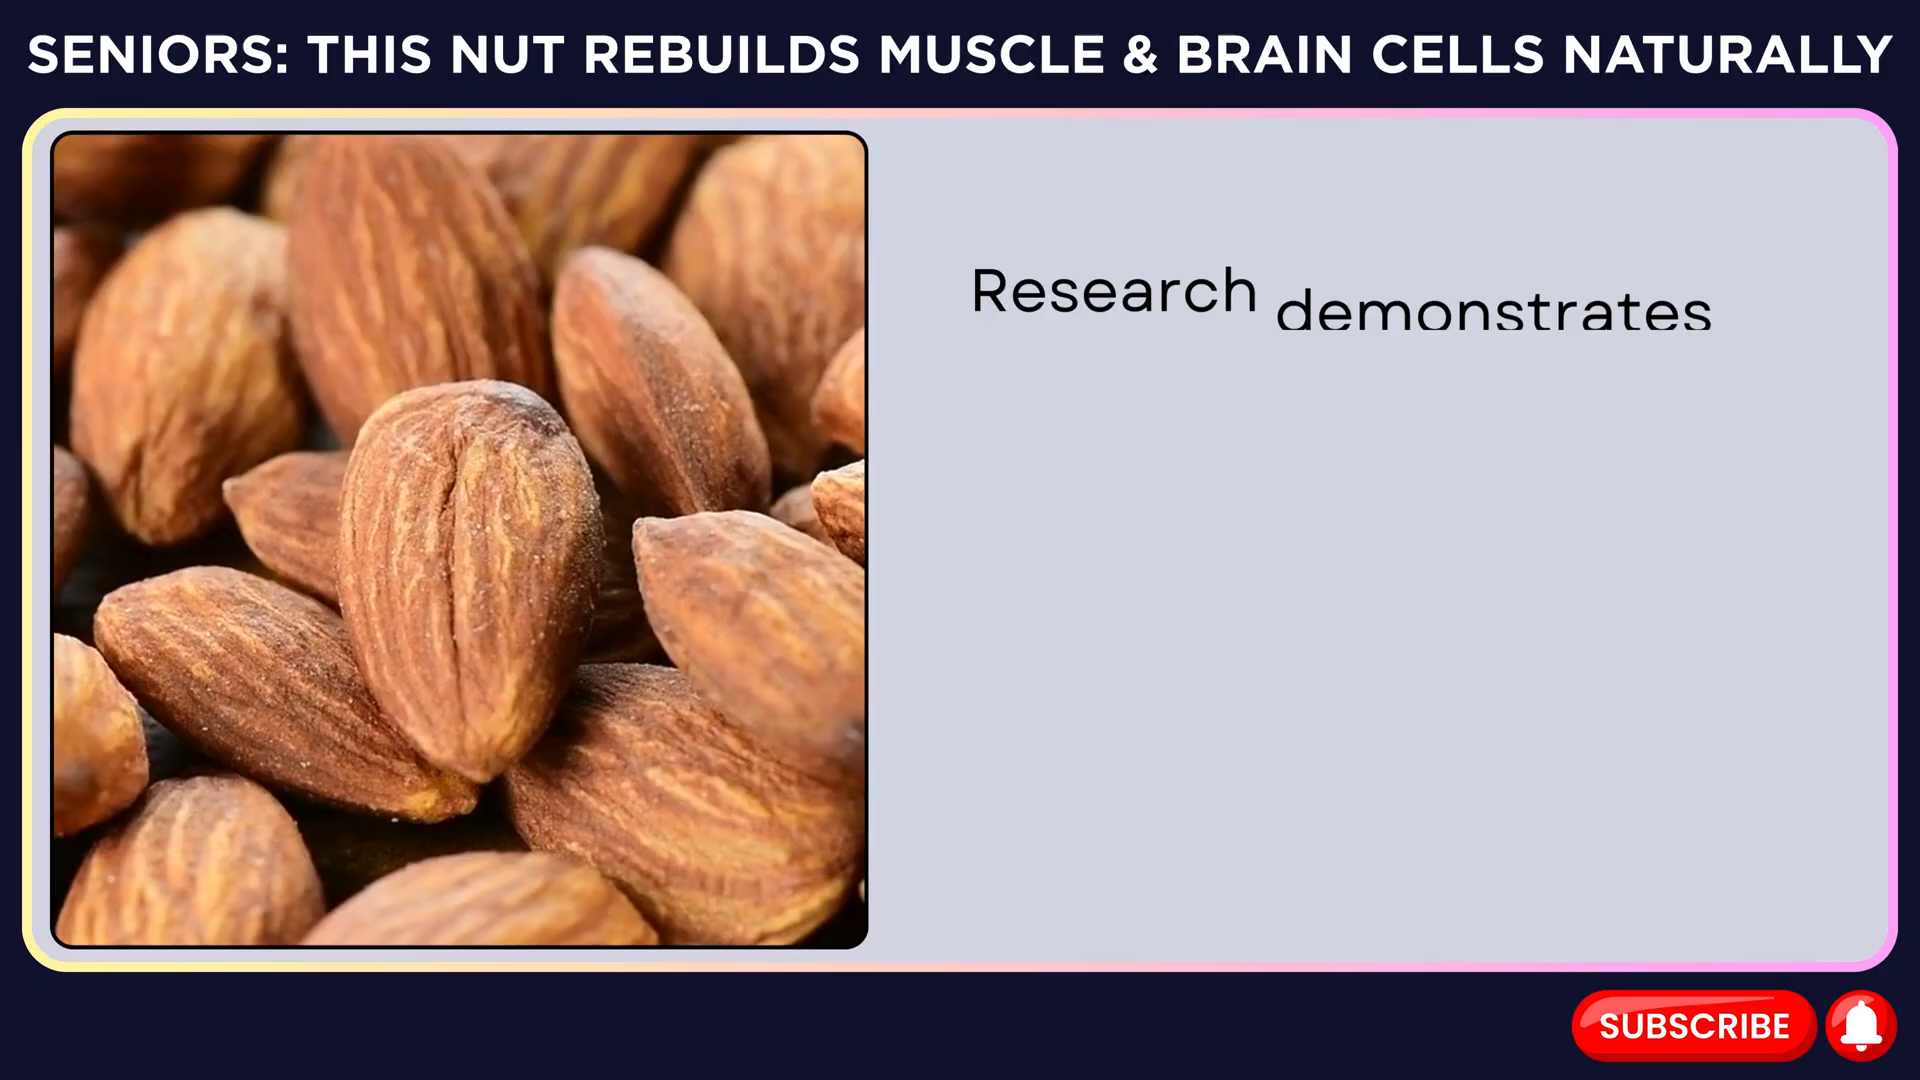 SENIORS: THIS NUT REBUILDS MUSCLE & BRAIN CELLS NATURALLY
Research demonstrates
SUBSCRIBE